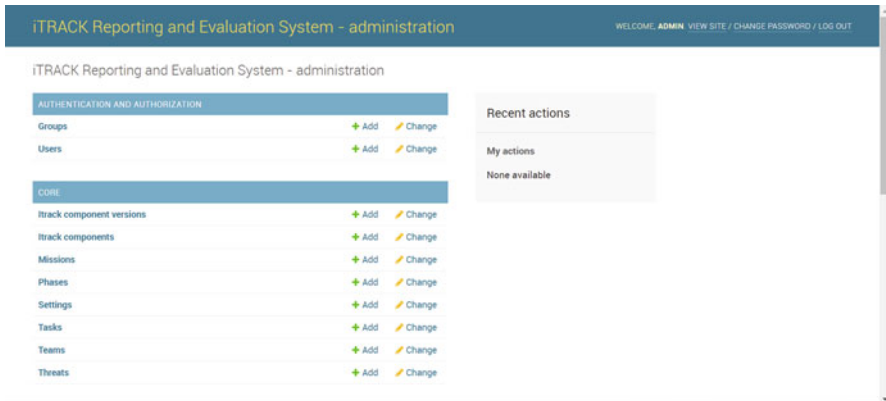 iTRACK Reporting and Evaluation System - administration
WELCOME, ADMIN. VIEW SITE / CHANGE PASSWORD / LOG OUT
iTRACK Reporting and Evaluation System - administration
AUTHENTICATION AND AUTHORIZATION
Groups Add Change
Users Add Change
CORE
Itrack component versions Add Change
Itrack components Add Change
Missions Add Change
Phases Add Change
Settings Add Change
Tasks Add Change
Teams Add Change
Threats Add Change
Recent actions
My actions
None available